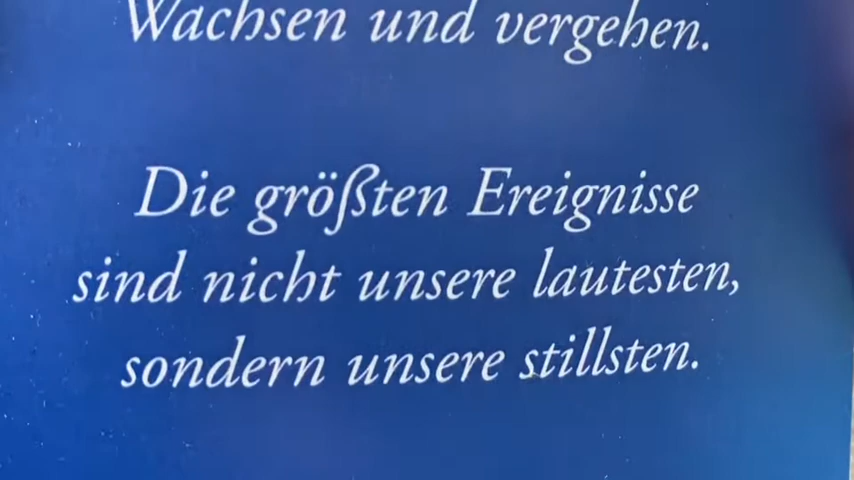 Wachsen und vergehen.
Die größten Ereignisse
sind nicht unsere lautesten,
sondern unsere stillsten.